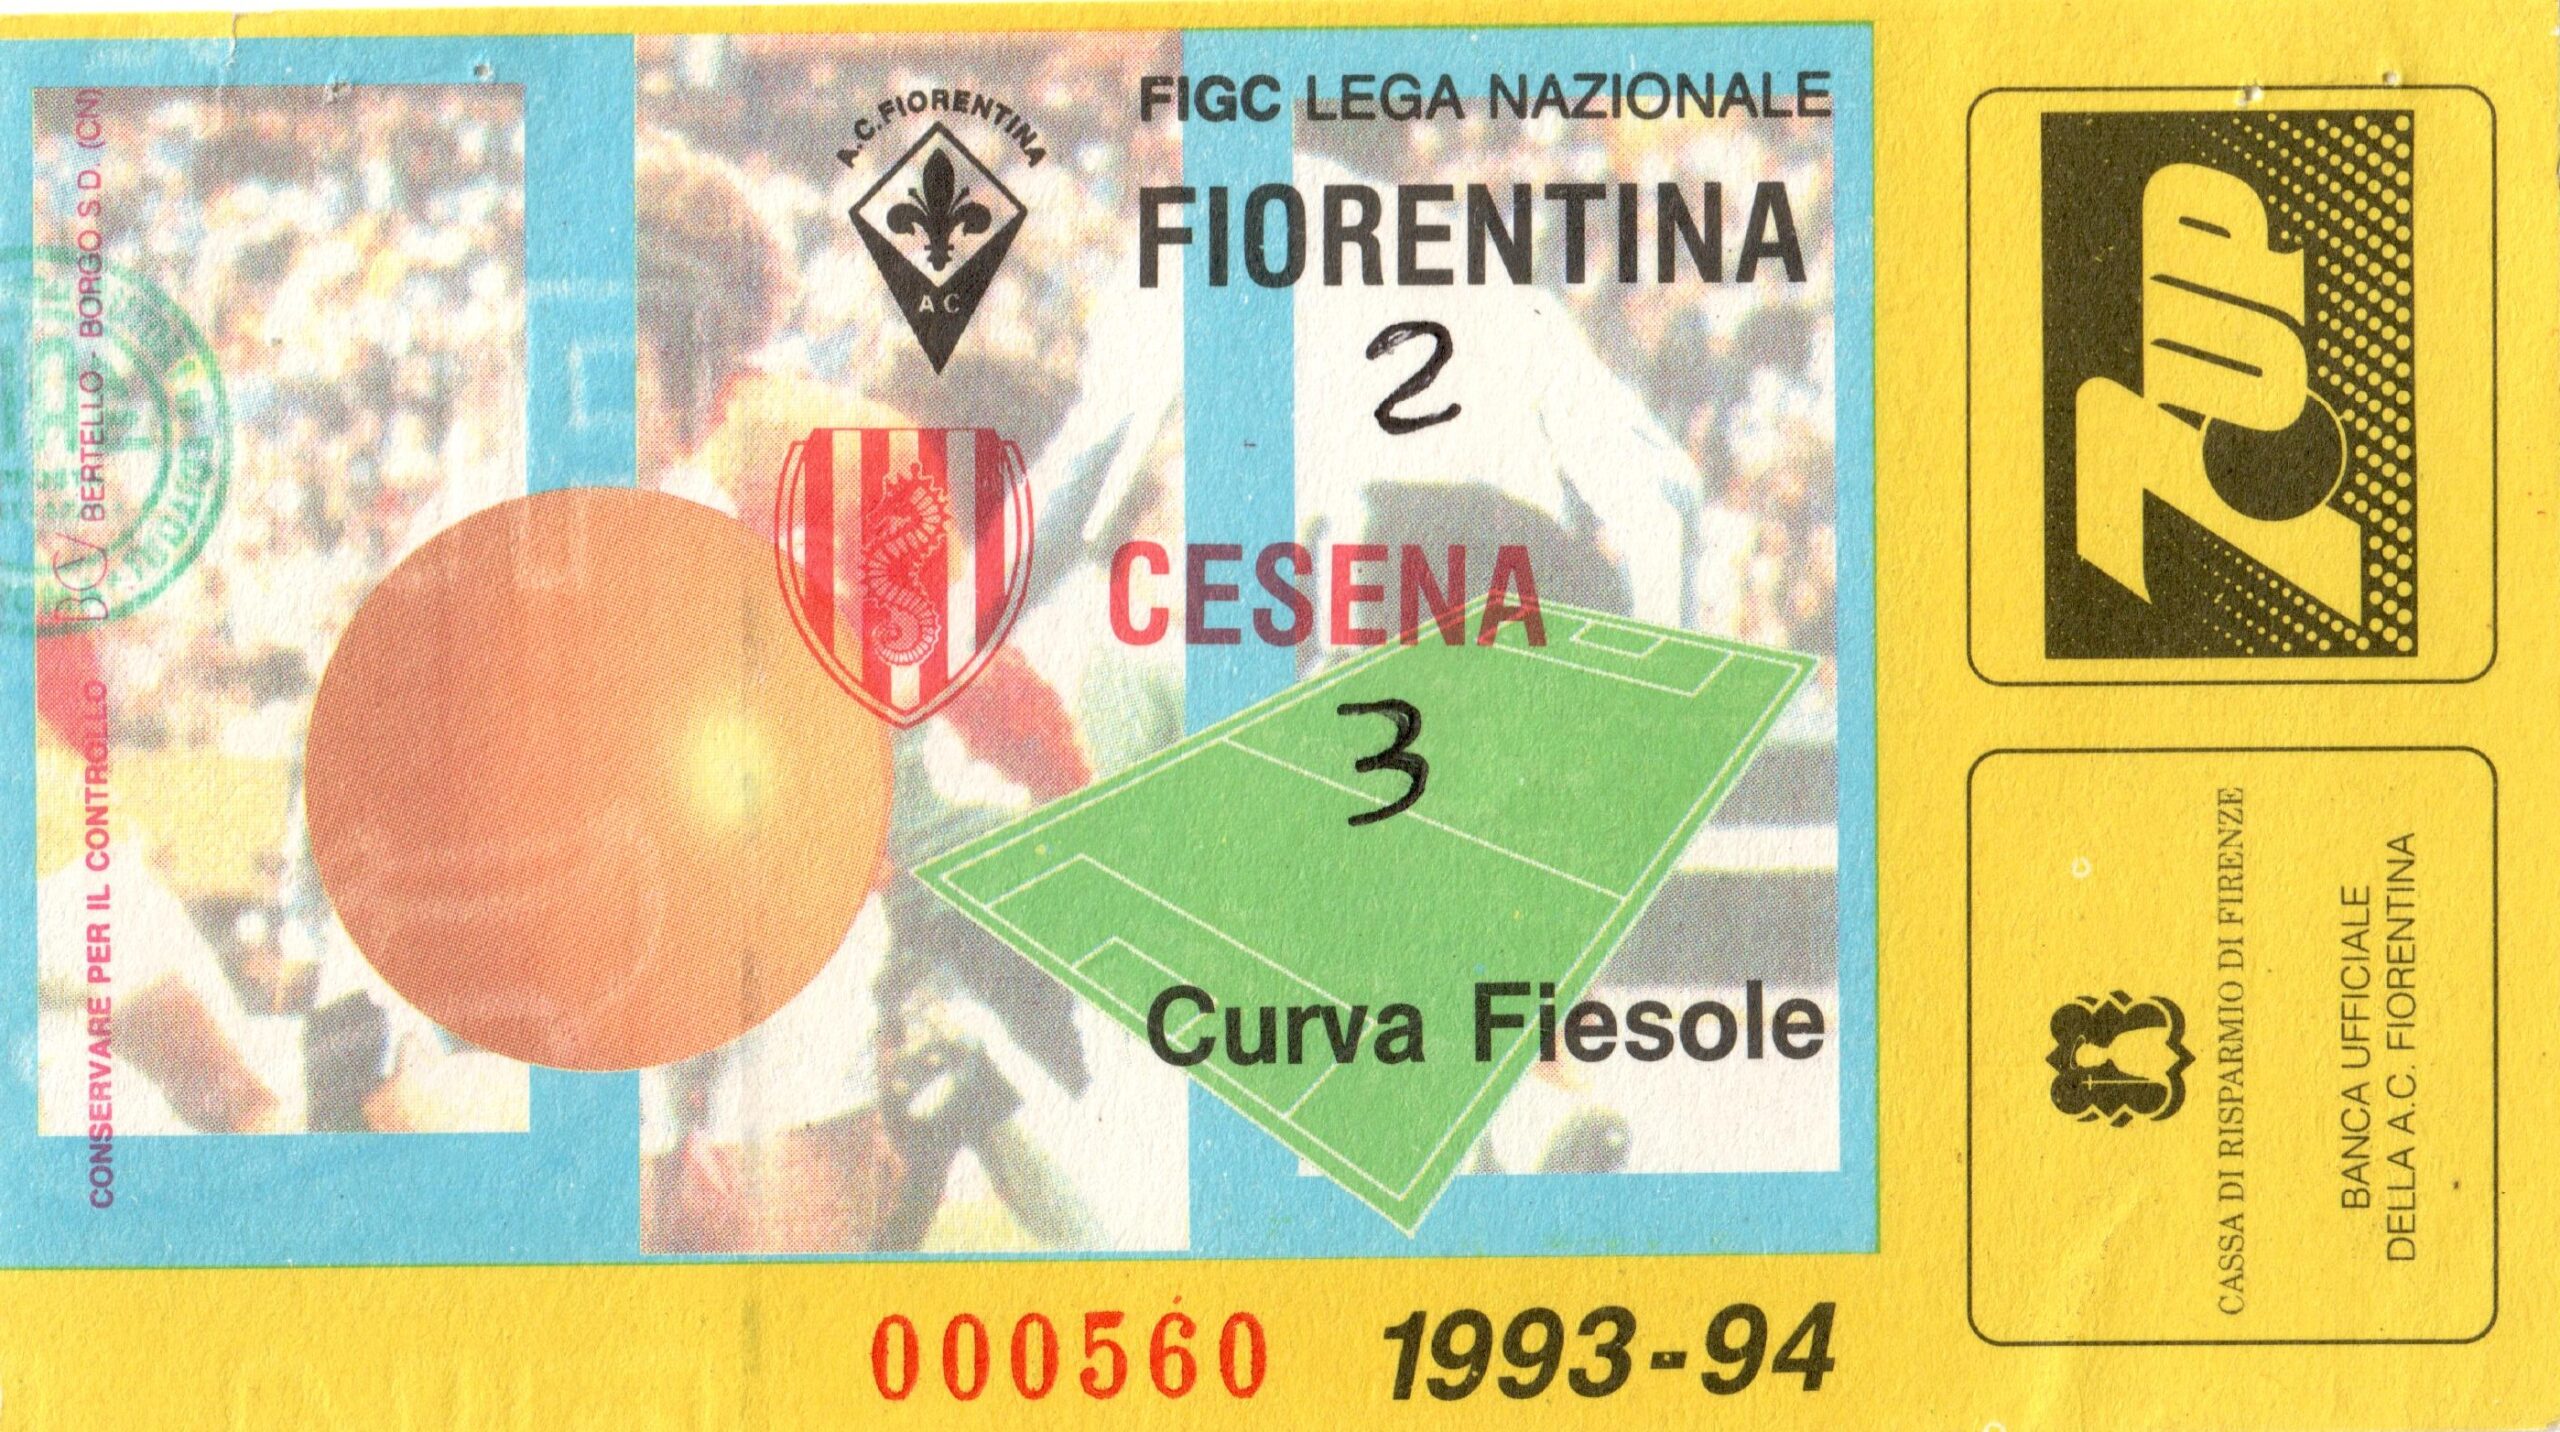 A.C. FIORENTINA
A C
FIGC LEGA NAZIONALE
FIORENTINA
2
CESENA
3
Curva Fiesole
000560
1993-94
CONSERVARE PER IL CONTROLLO
BERTELLO - BORGO S.D. (CN)
7UP
CASSA DI RISPARMIO DI FIRENZE
BANCA UFFICIALE
DELLA A.C. FIORENTINA